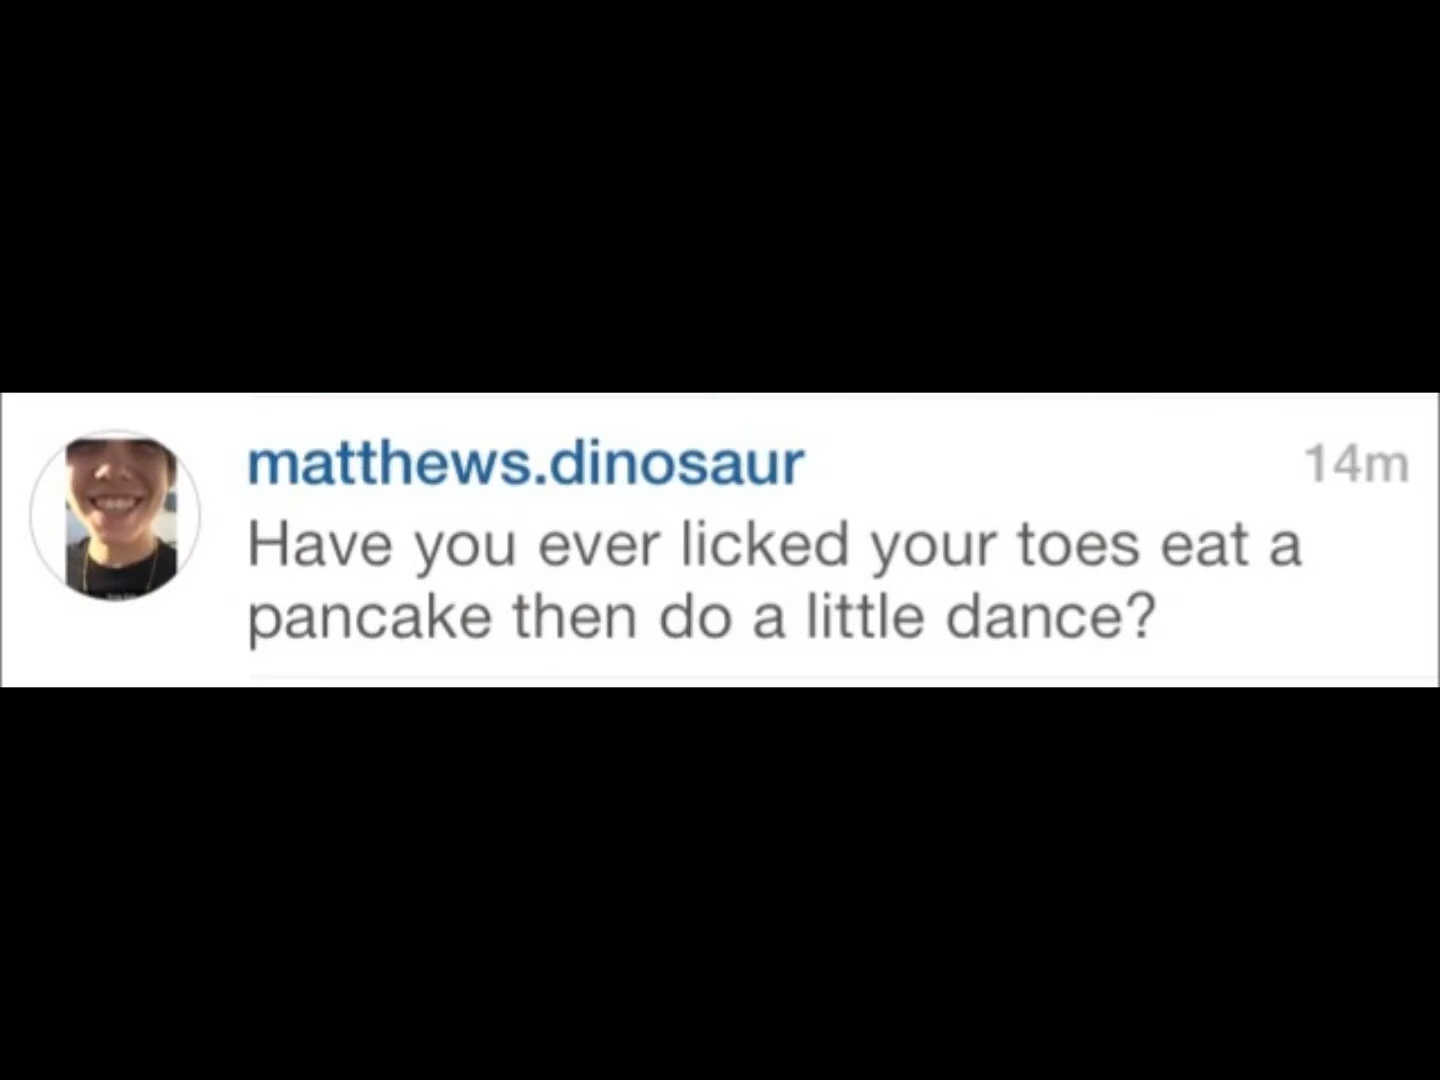 matthews.dinosaur 14m
Have you ever licked your toes eat a
pancake then do a little dance?